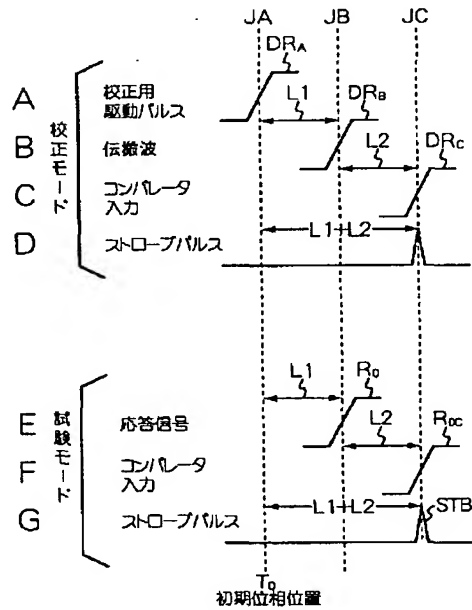 JA JB JC
DRA
A 校正用
駆動パルス
L1 DRB
B 伝搬波
L2 DRC
C コンパレータ
入力
D ストローブパルス
L1+L2
校正モード
L1 RD
E 応答信号
L2 RDC
F コンパレータ
入力
G ストローブパルス
L1+L2 STB
試験モード
T0
初期位相位置